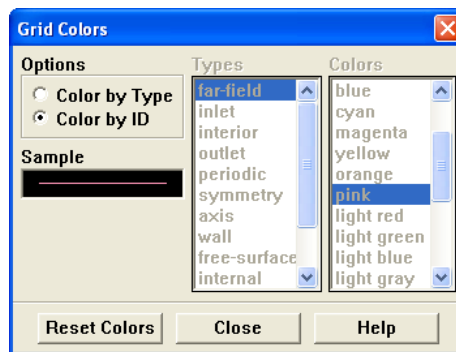 Grid Colors
Options
Color by Type
Color by ID
Sample
Types
far-field
inlet
interior
outlet
periodic
symmetry
axis
wall
free-surface
internal
Colors
blue
cyan
magenta
yellow
orange
pink
light red
light green
light blue
light gray
Reset Colors
Close
Help